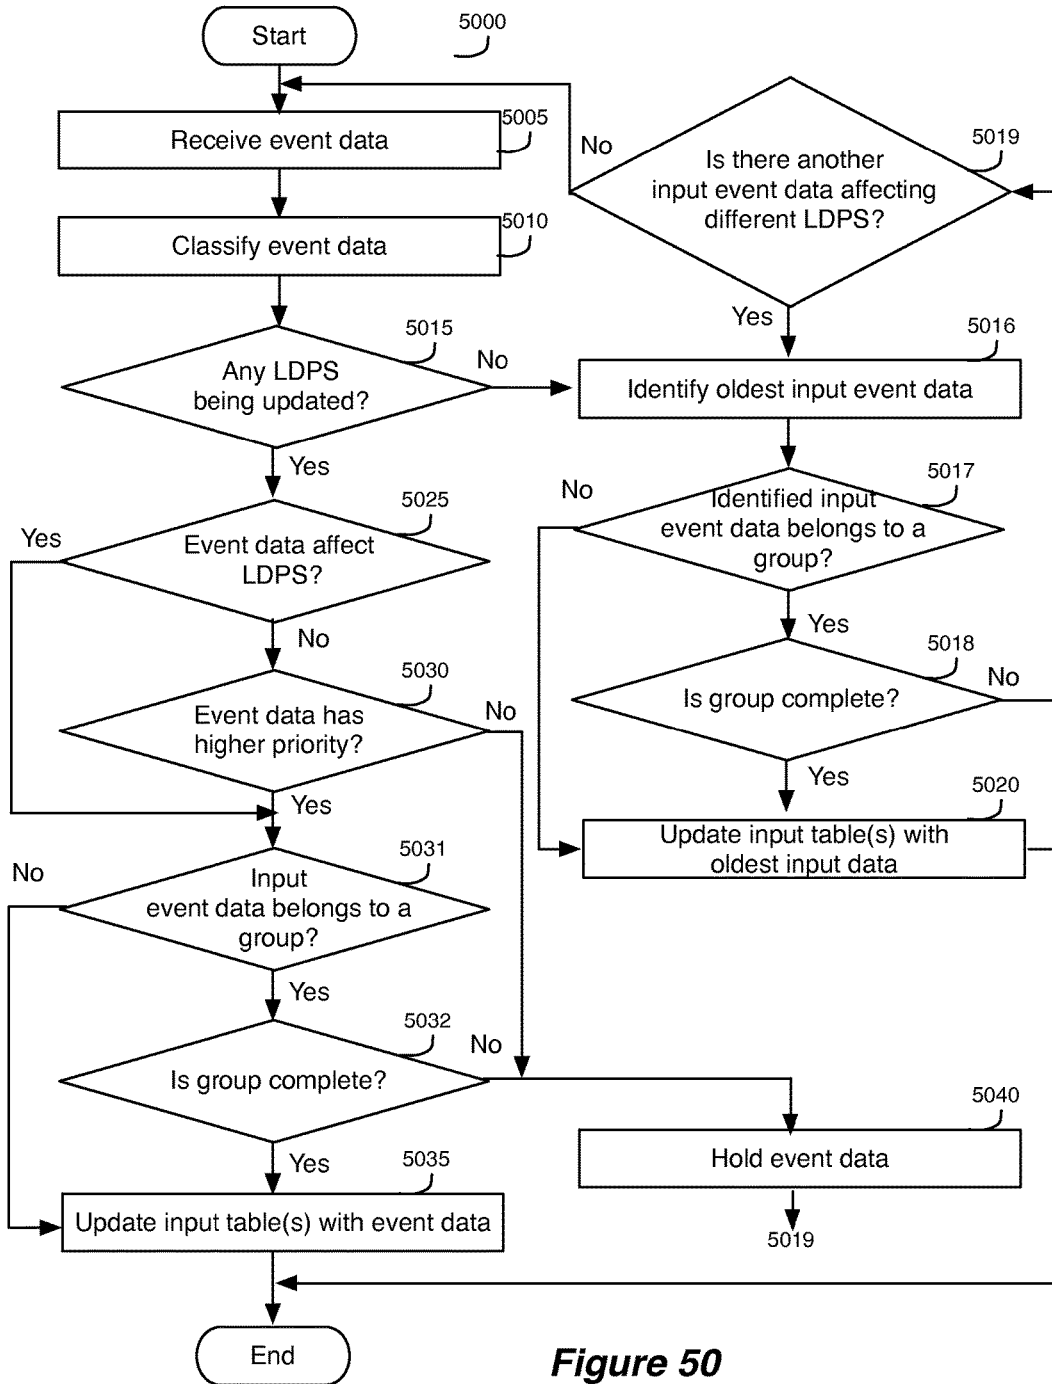 Start
5000
5005
Receive event data
5010
Classify event data
5015
Any LDPS
being updated?
No
Yes
5025
Event data affect
LDPS?
Yes
No
5030
Event data has
higher priority?
No
Yes
5031
Input
event data belongs to a
group?
No
Yes
5032
Is group complete?
No
Yes
5035
Update input table(s) with event data
End
5019
Is there another
input event data affecting
different LDPS?
No
Yes
5016
Identify oldest input event data
5017
Identified input
event data belongs to a
group?
No
Yes
5018
Is group complete?
No
Yes
5020
Update input table(s) with
oldest input data
5040
Hold event data
5019
Figure 50